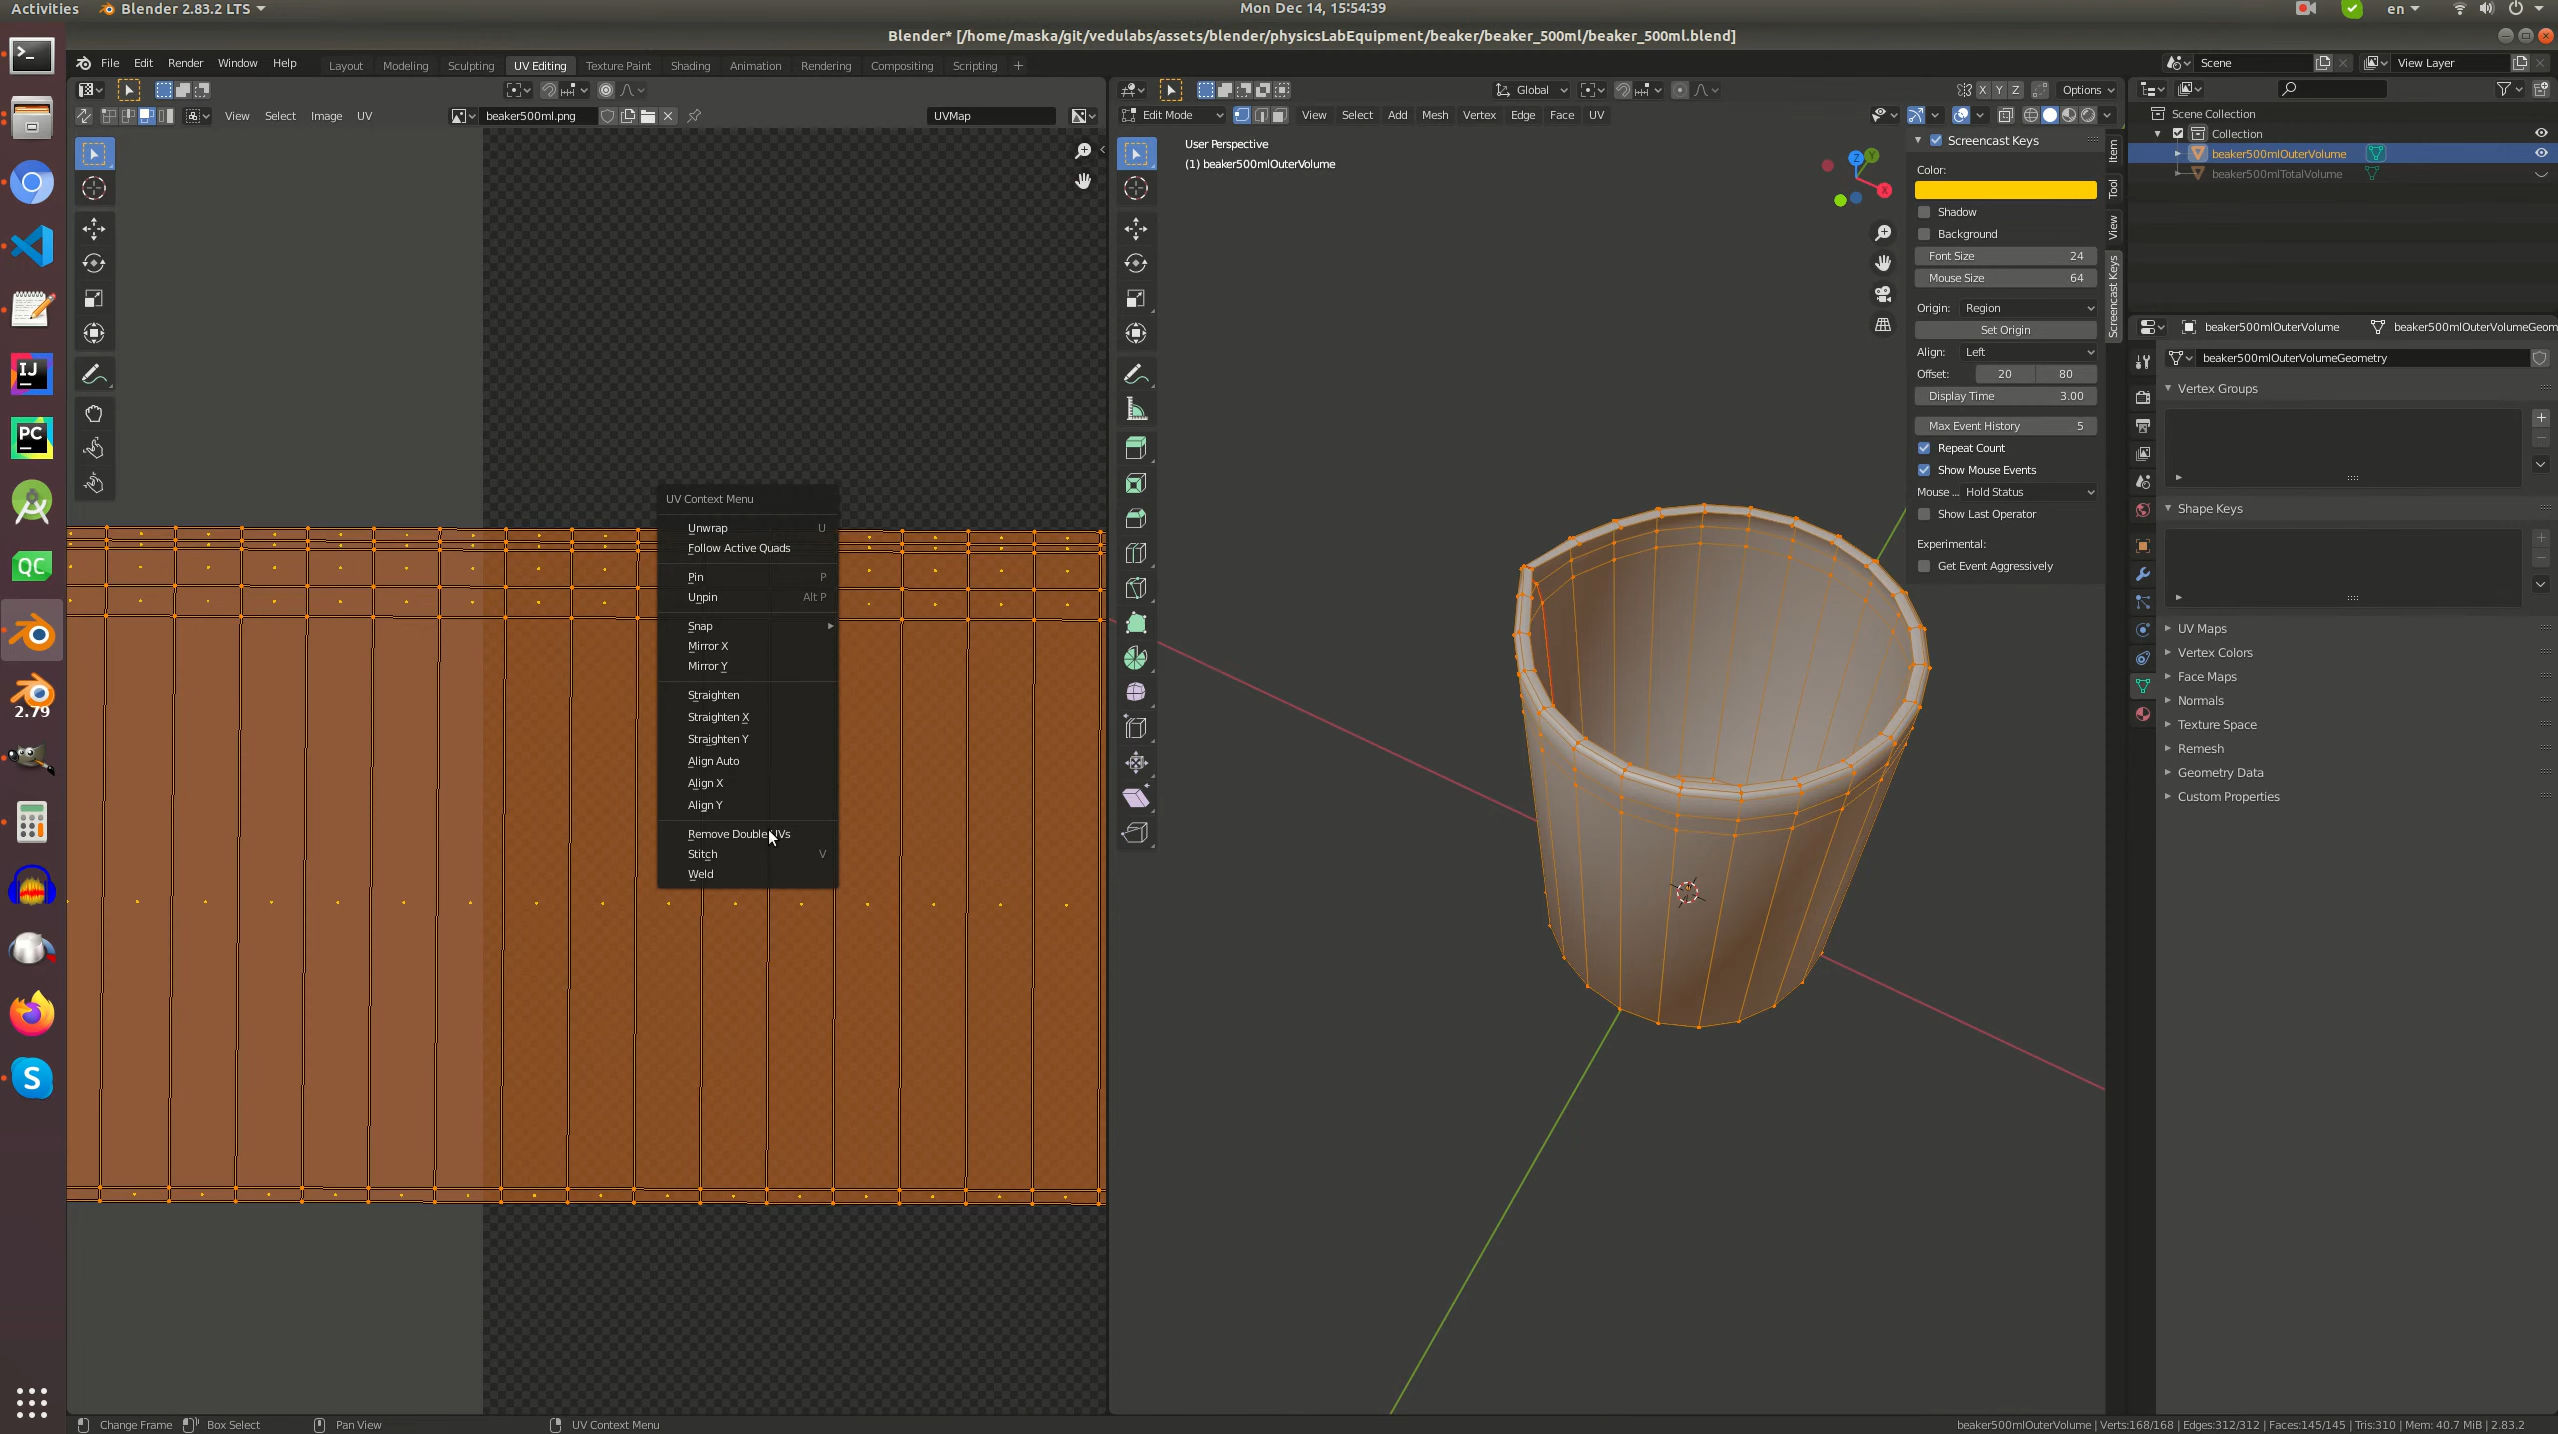 Activities
Blender 2.83.2 LTS
Mon Dec 14, 15:54:39
en
Blender* [/home/maska/git/vedulabs/assets/blender/physicsLabEquipment/beaker/beaker_500ml/beaker_500ml.blend]
File Edit Render Window Help
Layout Modeling Sculpting UV Editing Texture Paint Shading Animation Rendering Compositing Scripting +
Scene
View Layer
Global
X Y Z
Options
View Select Image UV
beaker500ml.png
UVMap
Edit Mode
View Select Add Mesh Vertex Edge Face UV
User Perspective
(1) beaker500mlOuterVolume
Z
Y
X
Screencast Keys
Color:
Shadow
Background
Font Size 24
Mouse Size 64
Origin: Region
Set Origin
Align: Left
Offset: 20 80
Display Time 3.00
Max Event History 5
Repeat Count
Show Mouse Events
Mouse ... Hold Status
Show Last Operator
Experimental:
Get Event Aggressively
Item
Tool
View
Screencast Keys
Scene Collection
Collection
beaker500mlOuterVolume
beaker500mlTotalVolume
beaker500mlOuterVolume
beaker500mlOuterVolumeGeom
beaker500mlOuterVolumeGeometry
Vertex Groups
Shape Keys
UV Maps
Vertex Colors
Face Maps
Normals
Texture Space
Remesh
Geometry Data
Custom Properties
UV Context Menu
Unwrap U
Follow Active Quads
Pin P
Unpin Alt P
Snap
Mirror X
Mirror Y
Straighten
Straighten X
Straighten Y
Align Auto
Align X
Align Y
Remove Double UVs
Stitch V
Weld
IJ
PC
QC
2.79
S
Change Frame
Box Select
Pan View
UV Context Menu
beaker500mlOuterVolume | Verts:168/168 | Edges:312/312 | Faces:145/145 | Tris:310 | Mem: 40.7 MiB | 2.83.2